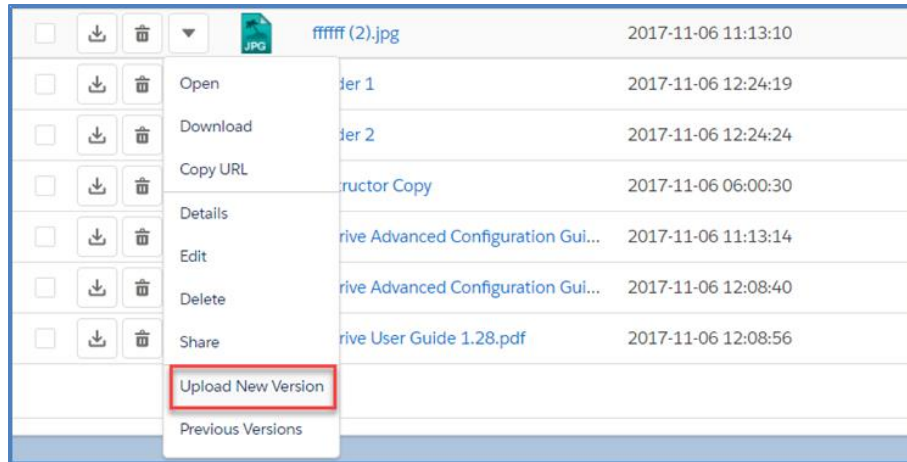 JPG
ffffff (2).jpg 2017-11-06 11:13:10
Open der 1 2017-11-06 12:24:19
Download der 2 2017-11-06 12:24:24
Copy URL
tructor Copy 2017-11-06 06:00:30
Details
rive Advanced Configuration Gui... 2017-11-06 11:13:14
Edit
rive Advanced Configuration Gui... 2017-11-06 12:08:40
Delete
Share rive User Guide 1.28.pdf 2017-11-06 12:08:56
Upload New Version
Previous Versions